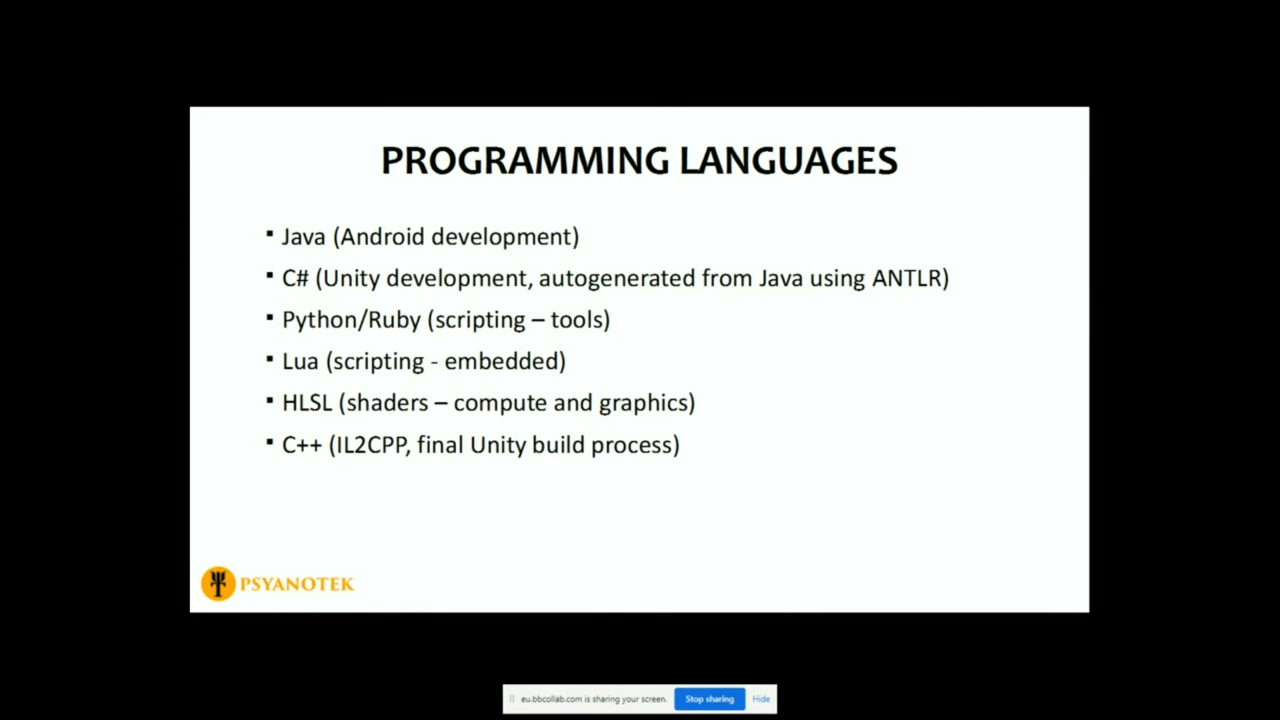 PROGRAMMING LANGUAGES
▪ Java (Android development)
▪ C# (Unity development, autogenerated from Java using ANTLR)
▪ Python/Ruby (scripting – tools)
▪ Lua (scripting - embedded)
▪ HLSL (shaders – compute and graphics)
▪ C++ (IL2CPP, final Unity build process)
PSYANOTEK
eu.bbcollab.com is sharing your screen. Stop sharing Hide